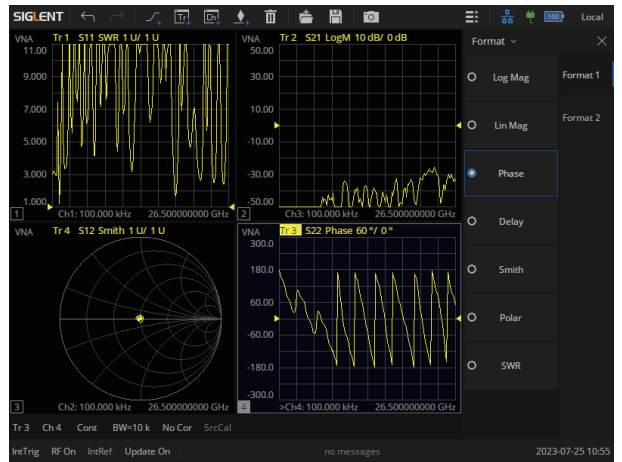 SIGLENT Tr Ch 100 Local
VNA Tr 1 S11 SWR 1 U/ 1 U
11.00
9.000
7.000
5.000
3.000
1.000
1 Ch1: 100.000 kHz 26.500000000 GHz
VNA Tr 2 S21 LogM 10 dB/ 0 dB
50.00
30.00
10.00
-10.00
-30.00
-50.00
2 Ch3: 100.000 kHz 26.500000000 GHz
VNA Tr 4 S12 Smith 1 U/ 1 U
3 Ch2: 100.000 kHz 26.500000000 GHz
VNA Tr 3 S22 Phase 60 °/ 0 °
300.0
180.0
60.00
-60.00
-180.0
-300.0
4 >Ch4: 100.000 kHz 26.500000000 GHz
Format
Log Mag
Lin Mag
Phase
Delay
Smith
Polar
SWR
Format 1
Format 2
Tr 3 Ch 4 Cont BW=10 k No Cor SrcCal
IntTrig RF On IntRef Update On no messages 2023-07-25 10:55